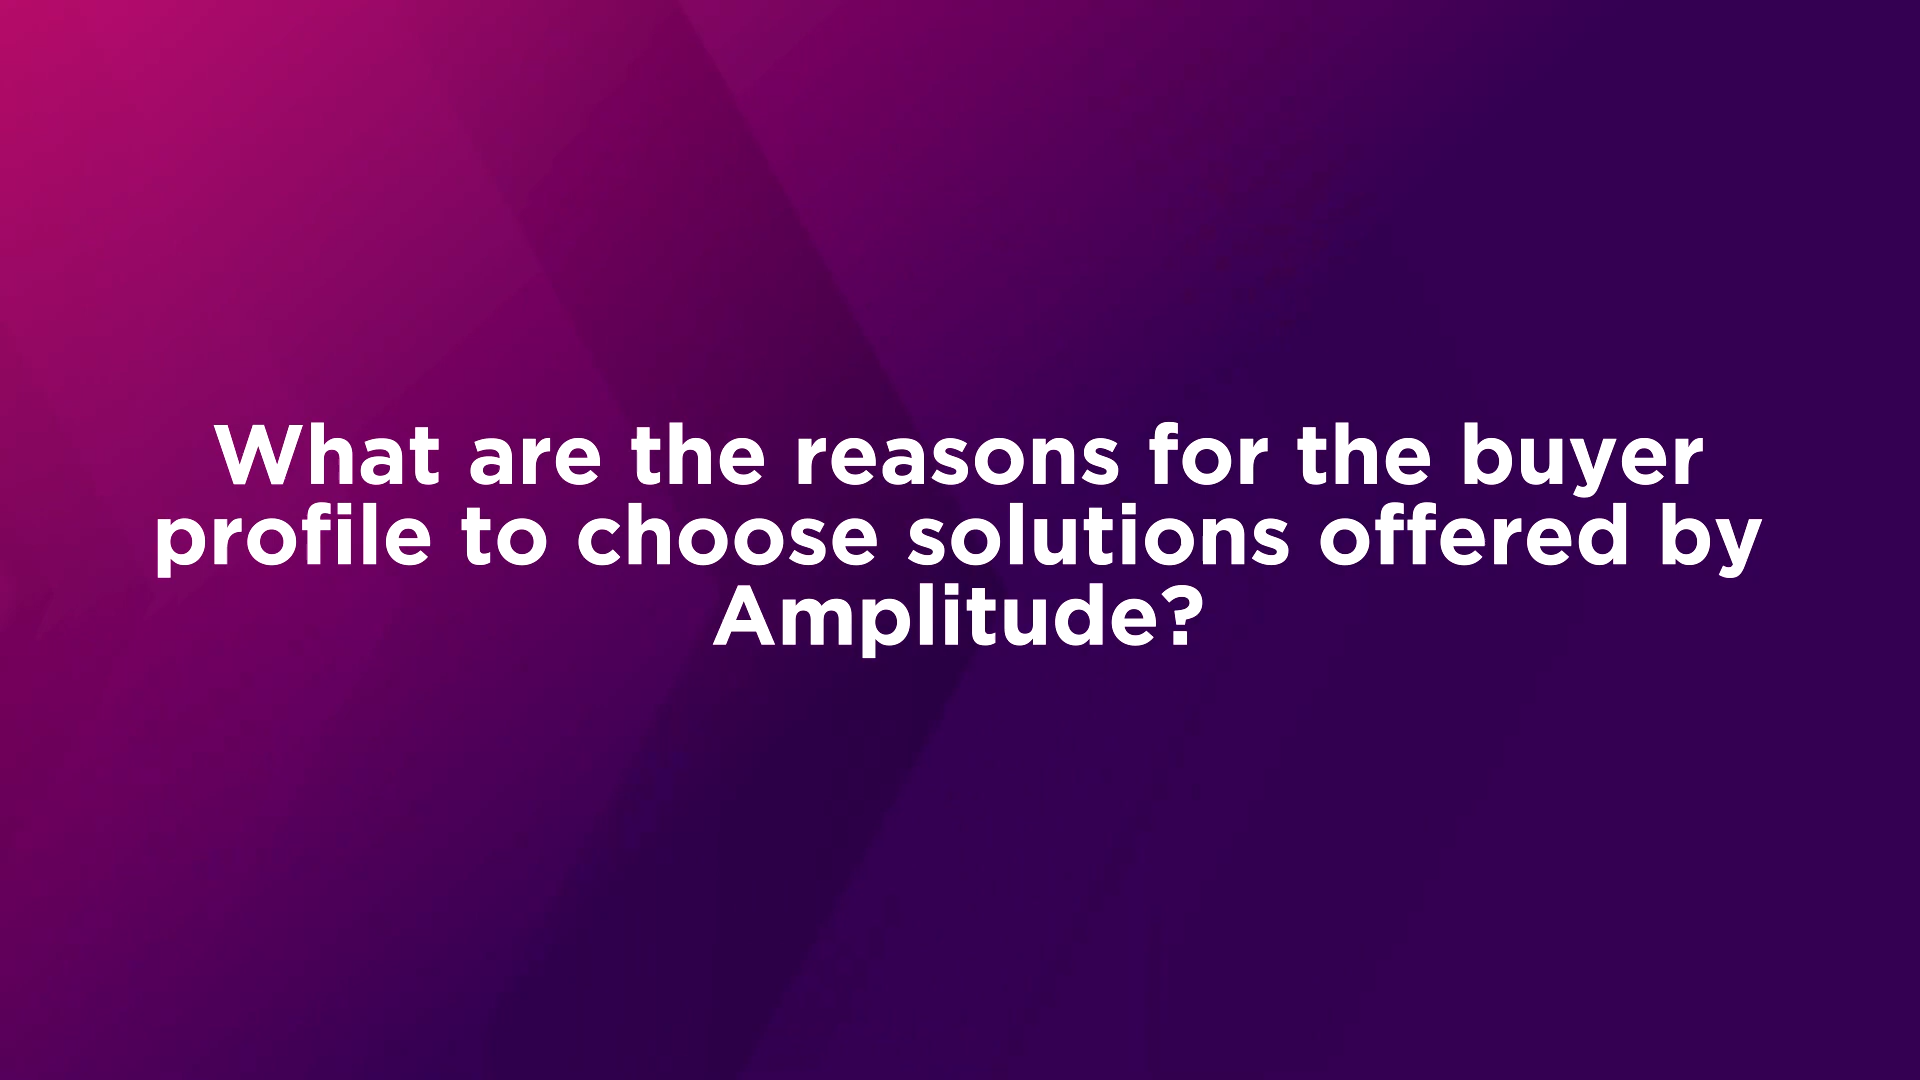 What are the reasons for the buyer
profile to choose solutions offered by
Amplitude?